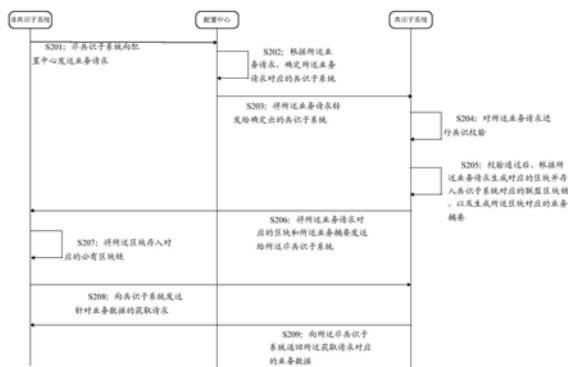 非共识子系统
配置中心
共识子系统
S201：非共识子系统向配
置中心发送业务请求
S202：根据所述业
务请求，确定所述业务
请求对应的共识子系统
S203：将所述业务请求转
发给确定出的共识子系统
S204：对所述业务请求进
行共识校验
S205：校验通过后，根据所
述业务请求生成对应的区块并存
入共识子系统对应的联盟区块链
，以及生成所述区块对应的业务
摘要
S206：将所述业务请求对
应的区块和所述业务摘要发送
给所述非共识子系统
S207：将所述区块存入对
应的公有区块链
S208：向共识子系统发送
针对业务数据的获取请求
S209：向所述非共识子
系统返回所述获取请求对应
的业务数据